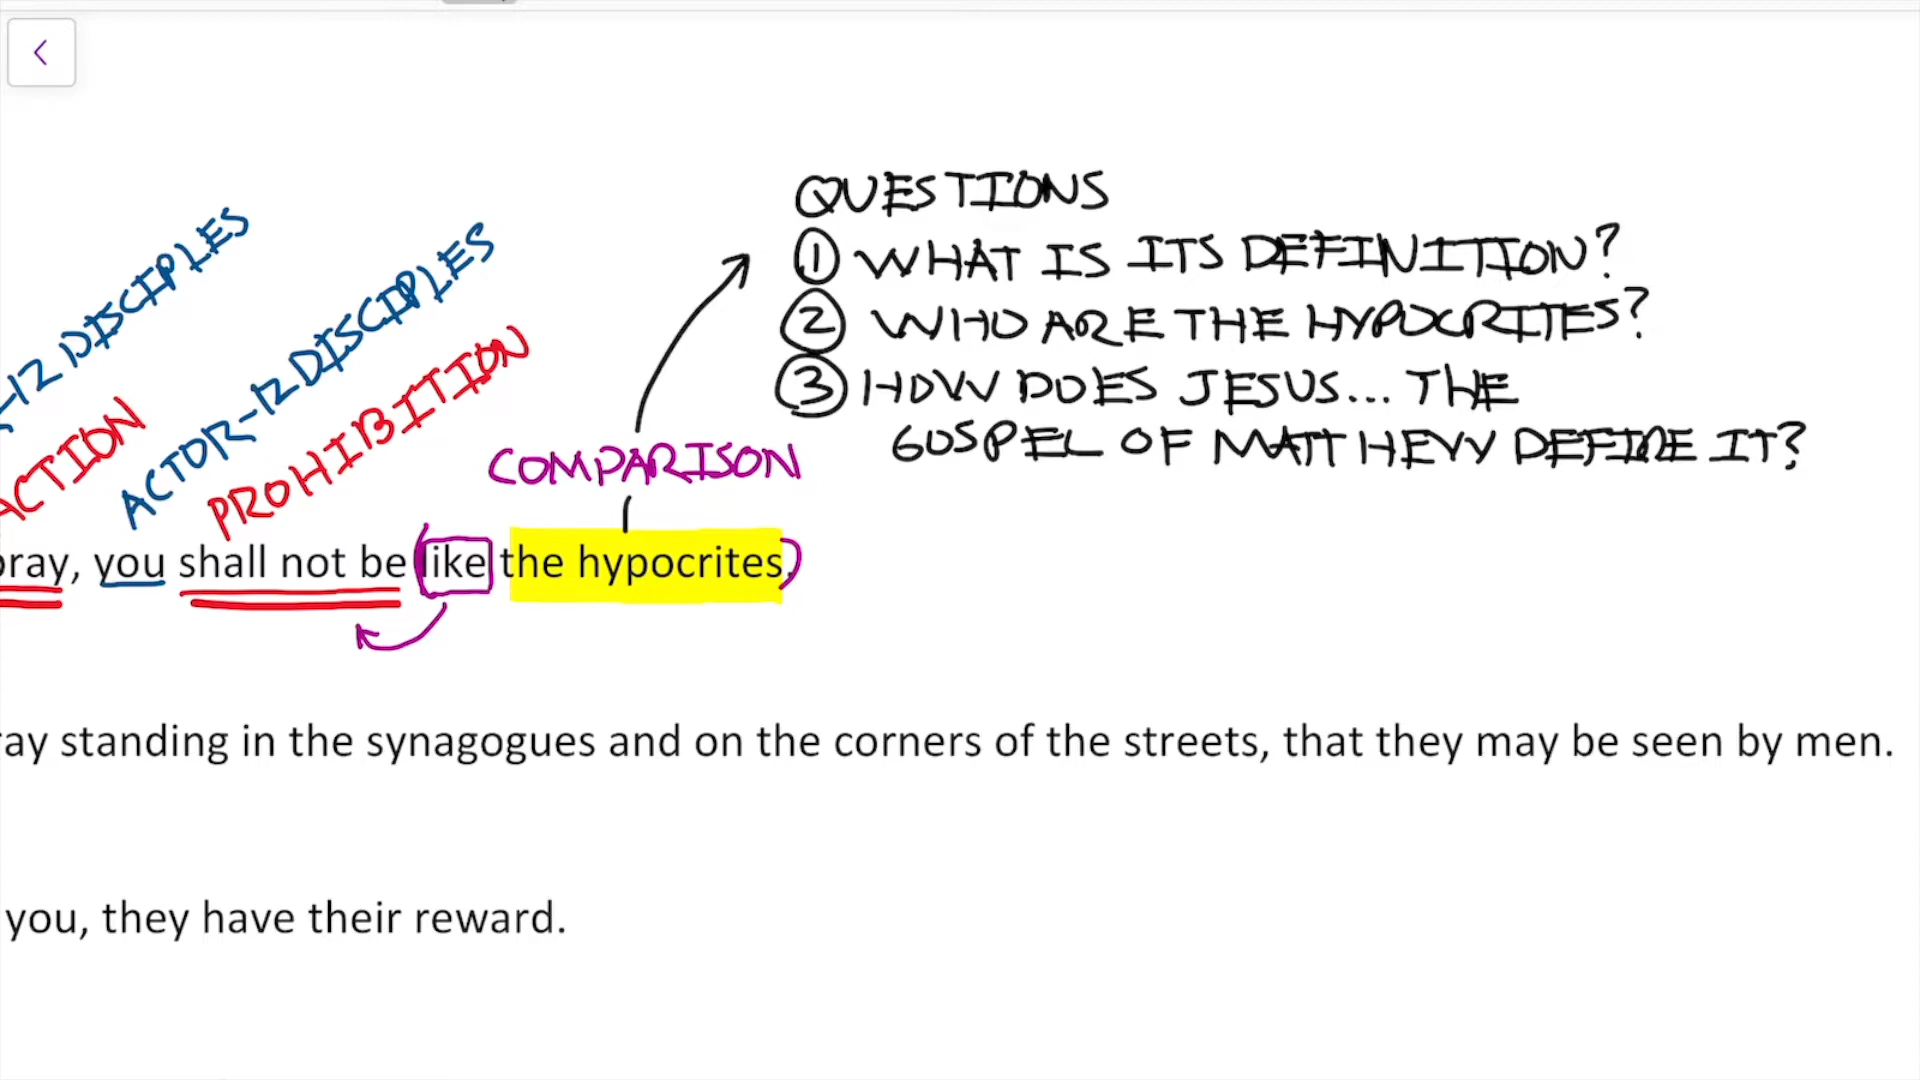 QUESTIONS
① WHAT IS ITS DEFINITION?
② WHO ARE THE HYPOCRITES?
③ HOW DOES JESUS... THE
GOSPEL OF MATTHEW DEFINE IT?
-12 DISCIPLES
ACTION
ACTOR-12 DISCIPLES
PROHIBITION
COMPARISON
pray, you shall not be (like the hypocrites.)
ray standing in the synagogues and on the corners of the streets, that they may be seen by men.
you, they have their reward.